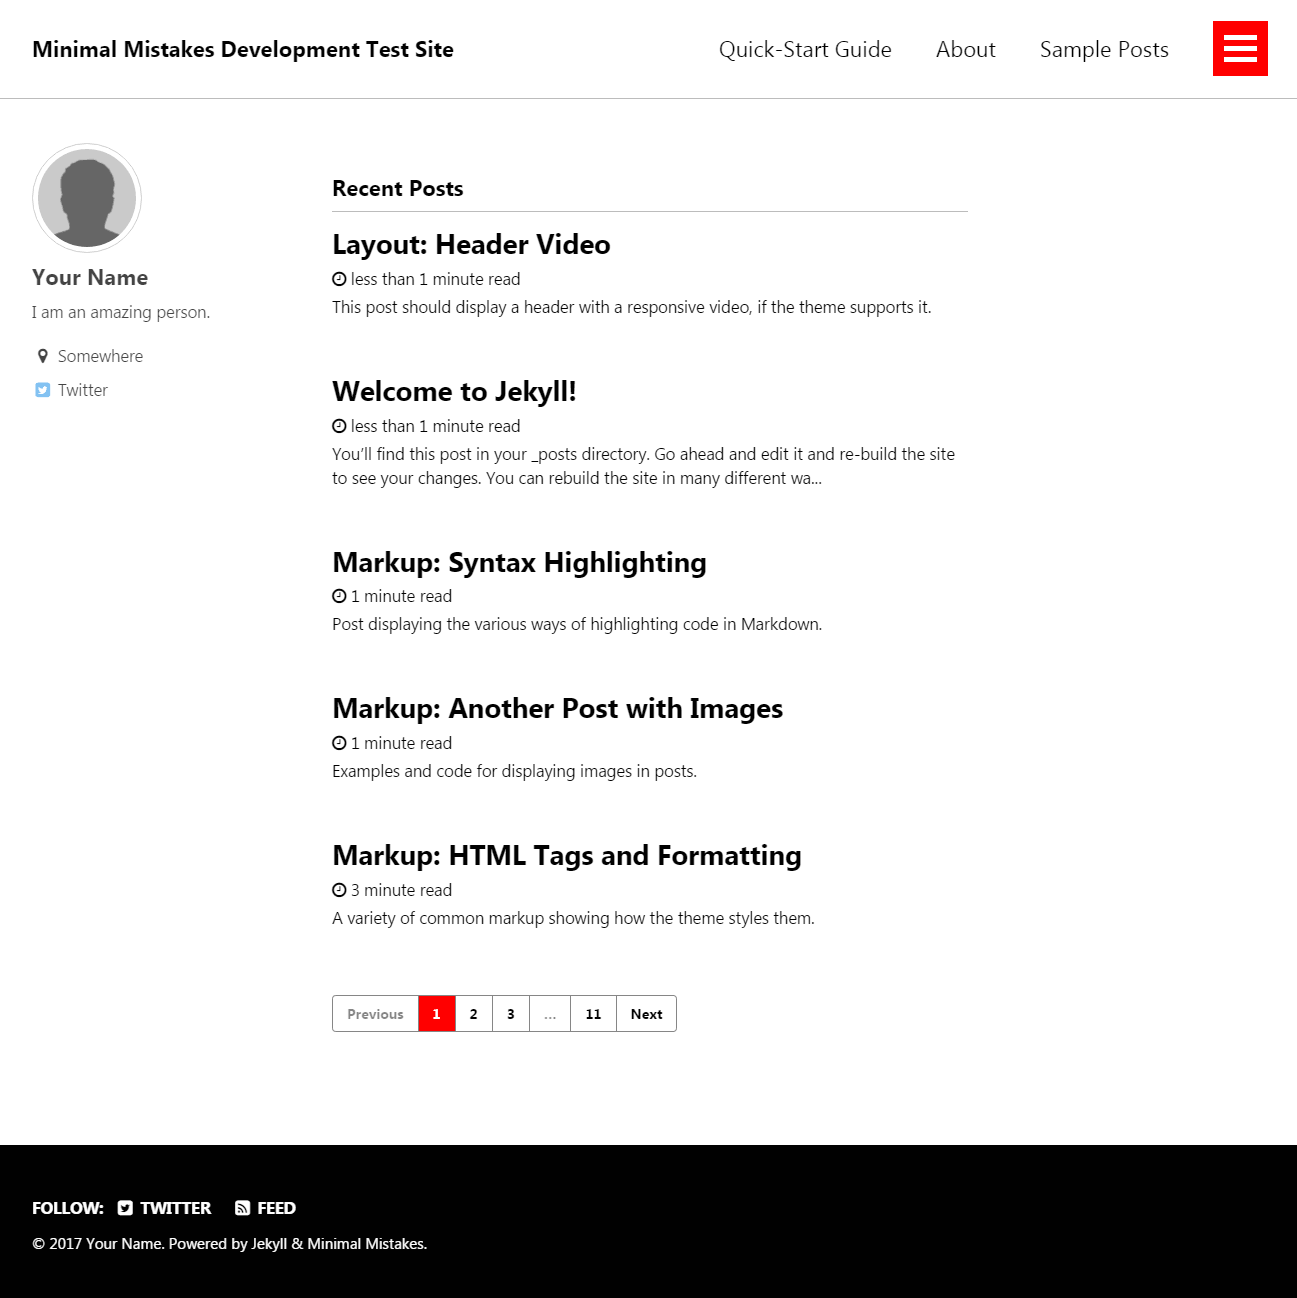 Minimal Mistakes Development Test Site
Quick-Start Guide About Sample Posts
Your Name
I am an amazing person.
Somewhere
Twitter
Recent Posts
Layout: Header Video
less than 1 minute read
This post should display a header with a responsive video, if the theme supports it.
Welcome to Jekyll!
less than 1 minute read
You’ll find this post in your _posts directory. Go ahead and edit it and re-build the site
to see your changes. You can rebuild the site in many different wa...
Markup: Syntax Highlighting
1 minute read
Post displaying the various ways of highlighting code in Markdown.
Markup: Another Post with Images
1 minute read
Examples and code for displaying images in posts.
Markup: HTML Tags and Formatting
3 minute read
A variety of common markup showing how the theme styles them.
Previous 1 2 3 … 11 Next
FOLLOW: TWITTER FEED
© 2017 Your Name. Powered by Jekyll & Minimal Mistakes.